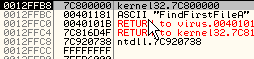 0012FFB8 7C800000 kernel32.7C800000
0012FFBC 00401181 ASCII "FindFirstFileA"
0012FFC0 0040101B RETURN to virus.0040101
0012FFC4 7C816D4F RETURN to kernel32.7C81
0012FFC8 7C920738 ntdll.7C920738
FFFFFFFF